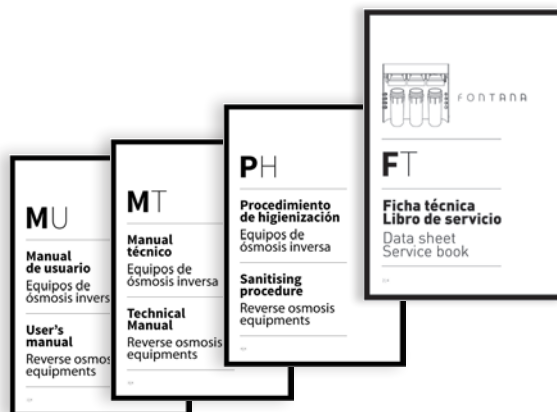 MU
Manual
de usuario
Equipos de
ósmosis invers
User's
manual
Reverse osmos
equipments
MT
Manual
técnico
Equipos de
ósmosis inversa
Technical
Manual
Reverse osmosis
equipments
PH
Procedimiento
de higienización
Equipos de
ósmosis inversa
Sanitising
procedure
Reverse osmosis
equipments
FONTANA
FT
Ficha técnica
Libro de servicio
Data sheet
Service book